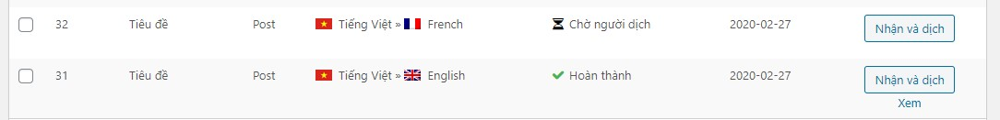 32 Tiêu đề Post Tiếng Việt » French Chờ người dịch 2020-02-27 Nhận và dịch
31 Tiêu đề Post Tiếng Việt » English Hoàn thành 2020-02-27 Nhận và dịch
Xem